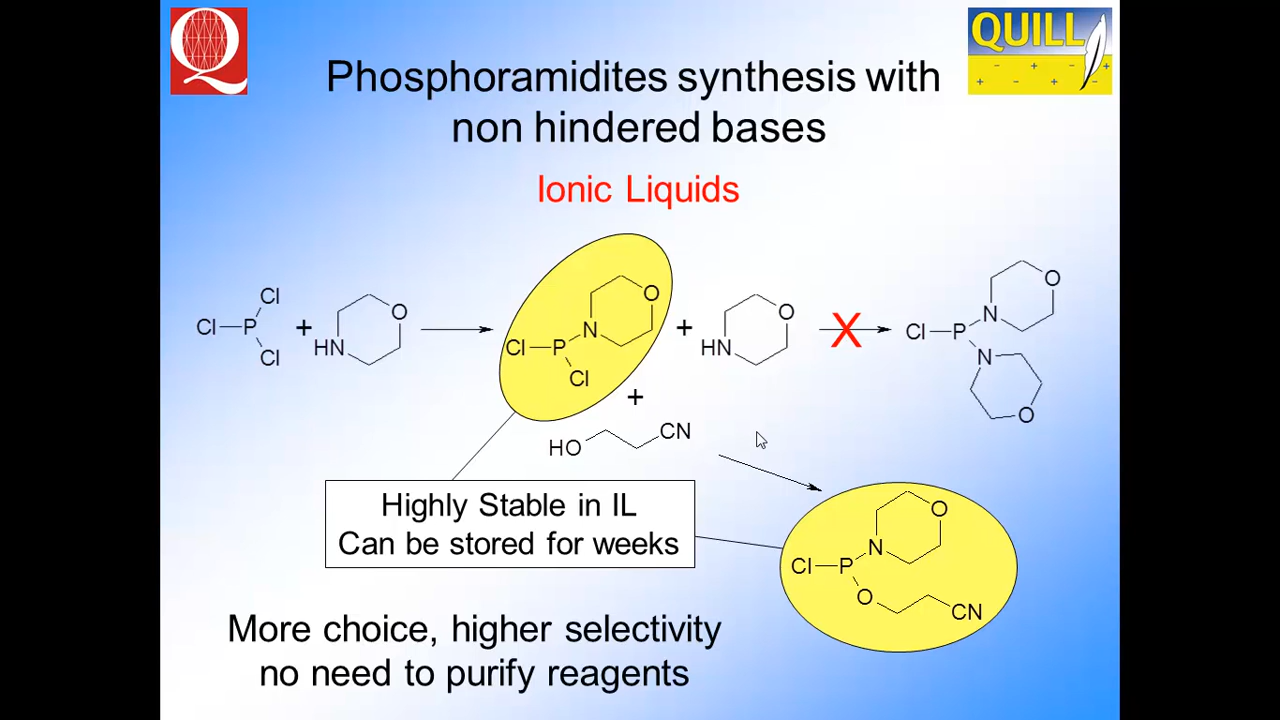 Q
QUILL
Phosphoramidites synthesis with
non hindered bases
Ionic Liquids
Cl
Cl P + HN O
Cl
Cl P N O
Cl
+ HN O
X
Cl P N O
N
O
+
HO CN
Highly Stable in IL
Can be stored for weeks
Cl P N O
O CN
More choice, higher selectivity
no need to purify reagents